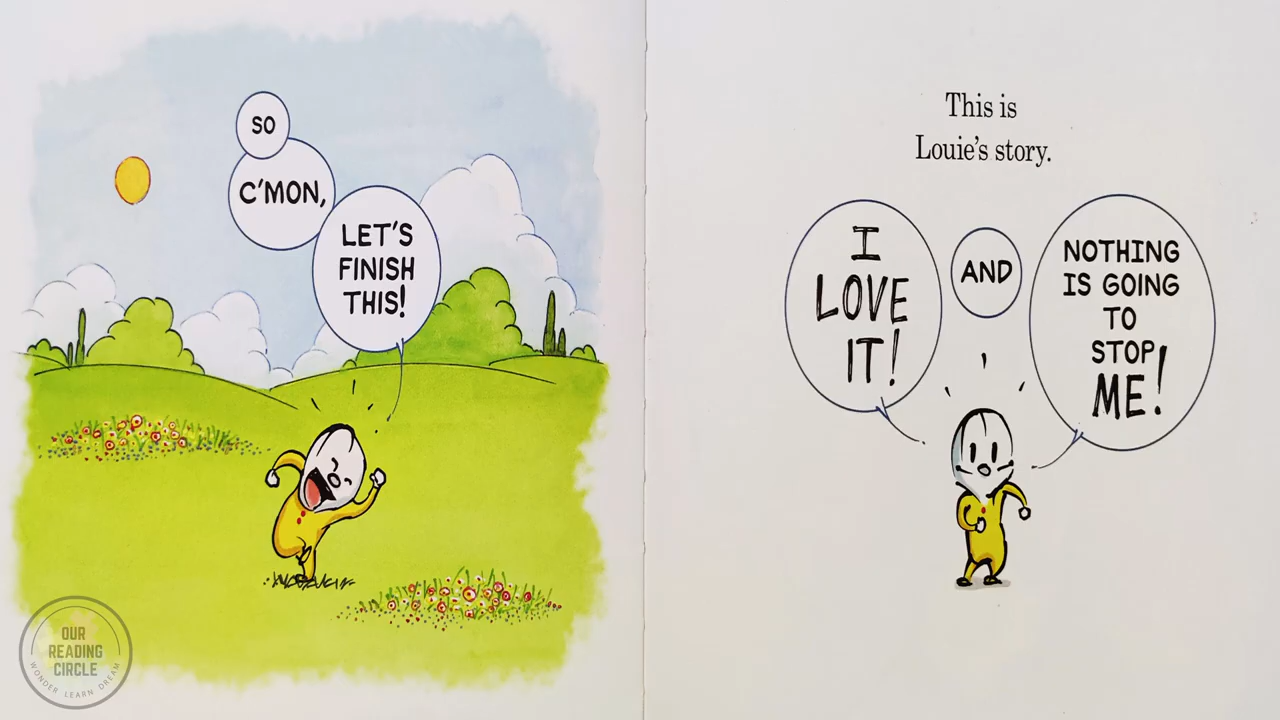 SO
C'MON,
LET'S
FINISH
THIS!
This is
Louie's story.
I
LOVE
IT!
AND
NOTHING
IS GOING
TO
STOP
ME!
OUR
READING
CIRCLE
WONDER LEARN DREAM